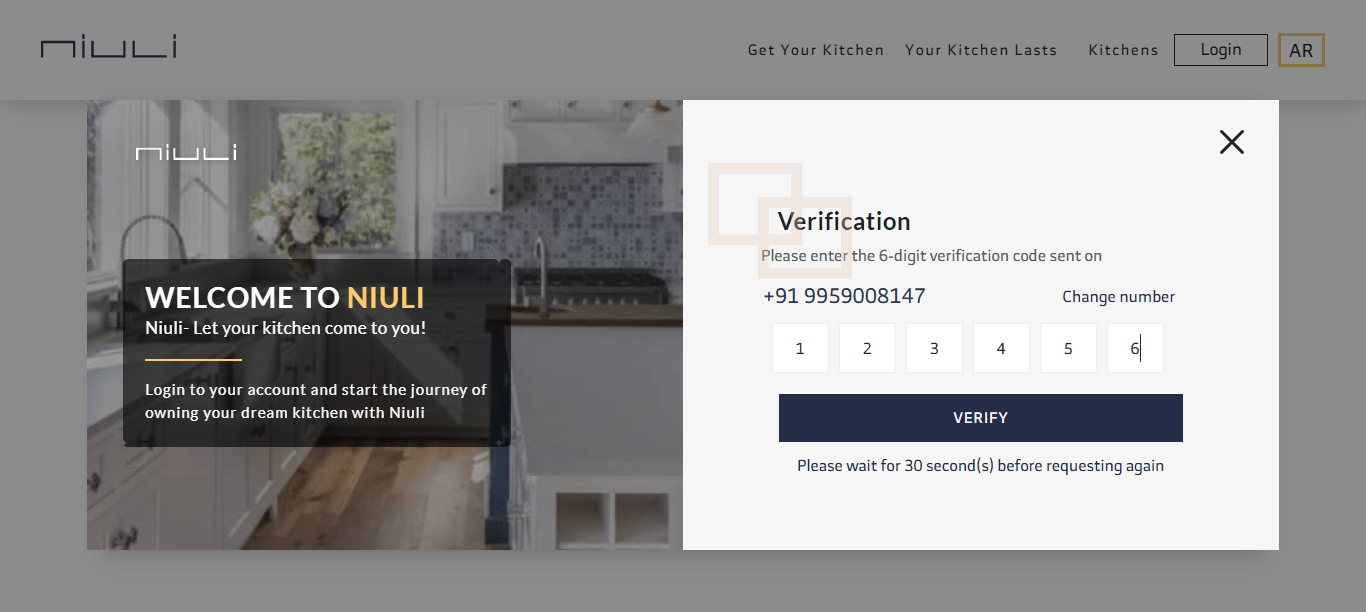 niuli
Get Your Kitchen
Your Kitchen Lasts
Kitchens
Login
AR
niuli
WELCOME TO NIULI
Niuli- Let your kitchen come to you!
Login to your account and start the journey of
owning your dream kitchen with Niuli
Verification
Please enter the 6-digit verification code sent on
+91 9959008147
Change number
1 2 3 4 5 6
VERIFY
Please wait for 30 second(s) before requesting again